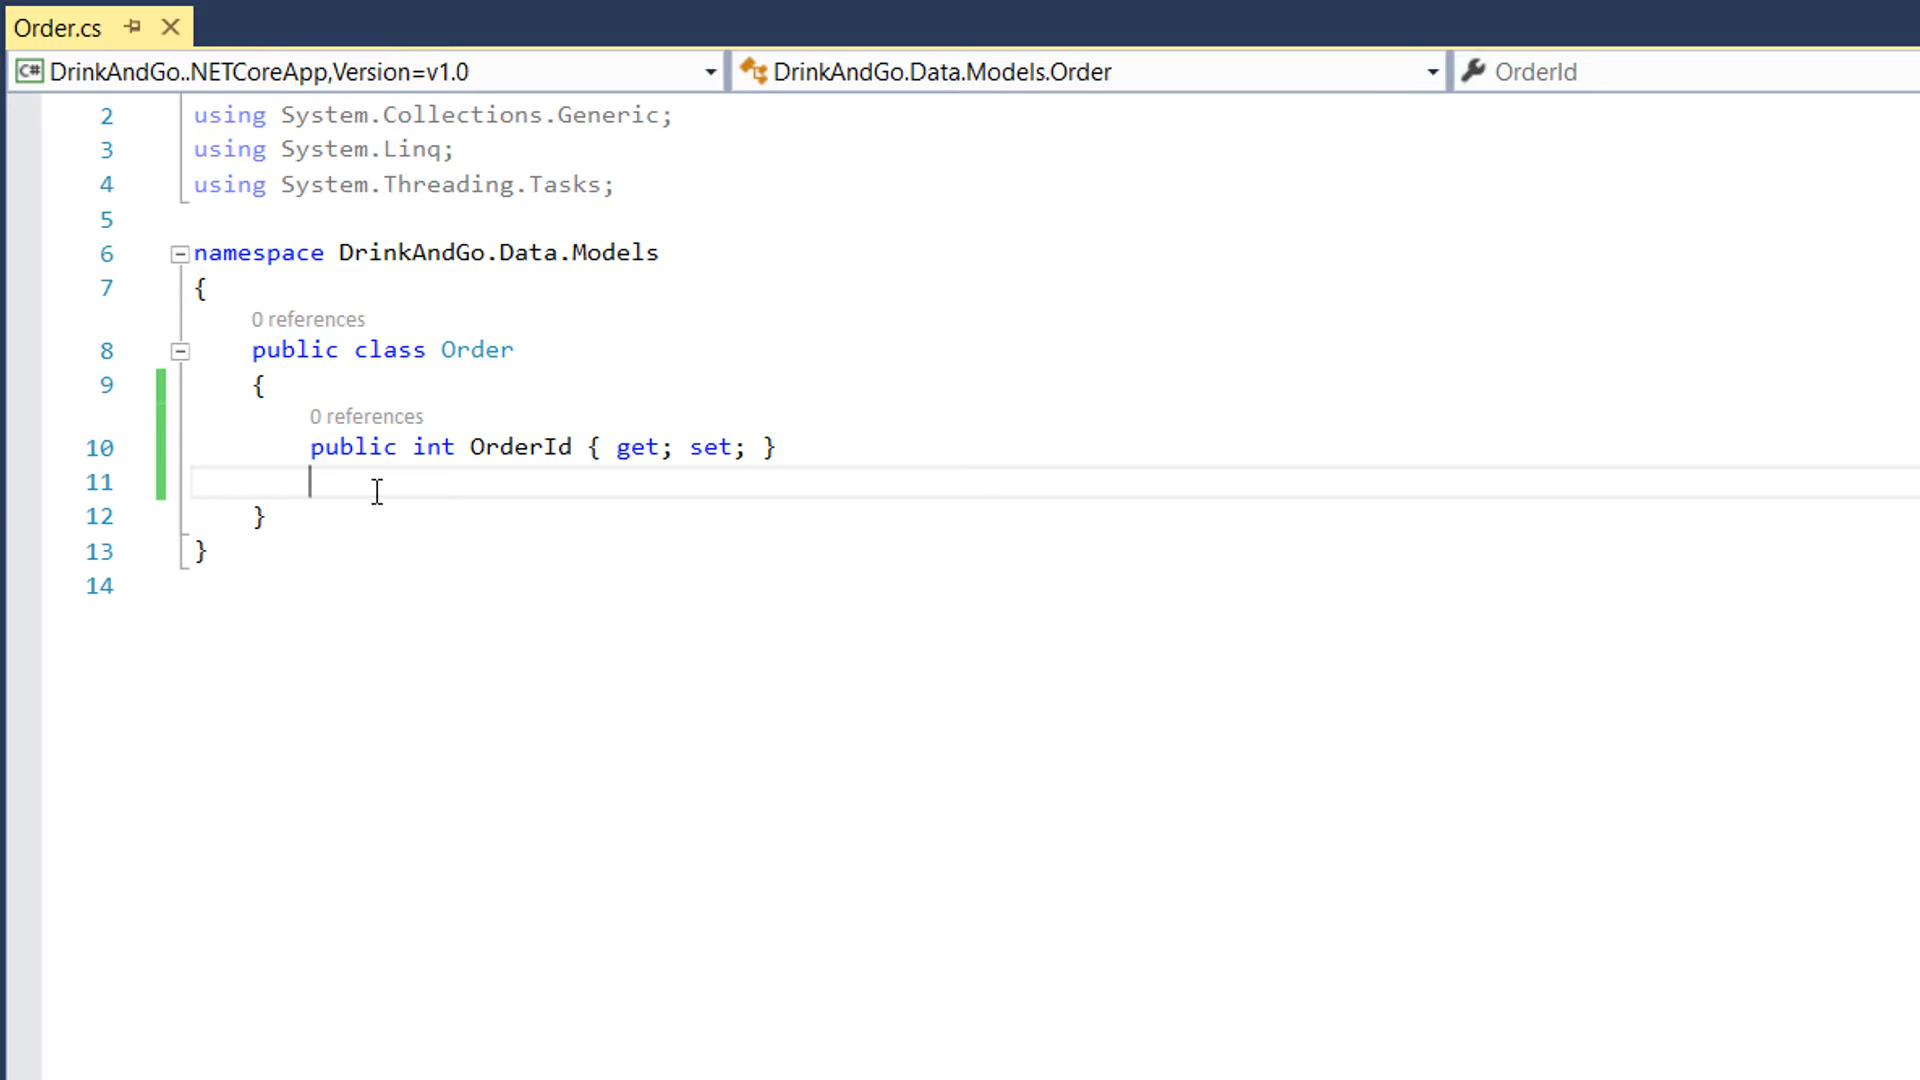 Order.cs
C# DrinkAndGo..NETCoreApp,Version=v1.0 DrinkAndGo.Data.Models.Order OrderId
2 using System.Collections.Generic;
3 using System.Linq;
4 using System.Threading.Tasks;
5
6 namespace DrinkAndGo.Data.Models
7 {
0 references
8 public class Order
9 {
0 references
10 public int OrderId { get; set; }
11
12 }
13 }
14